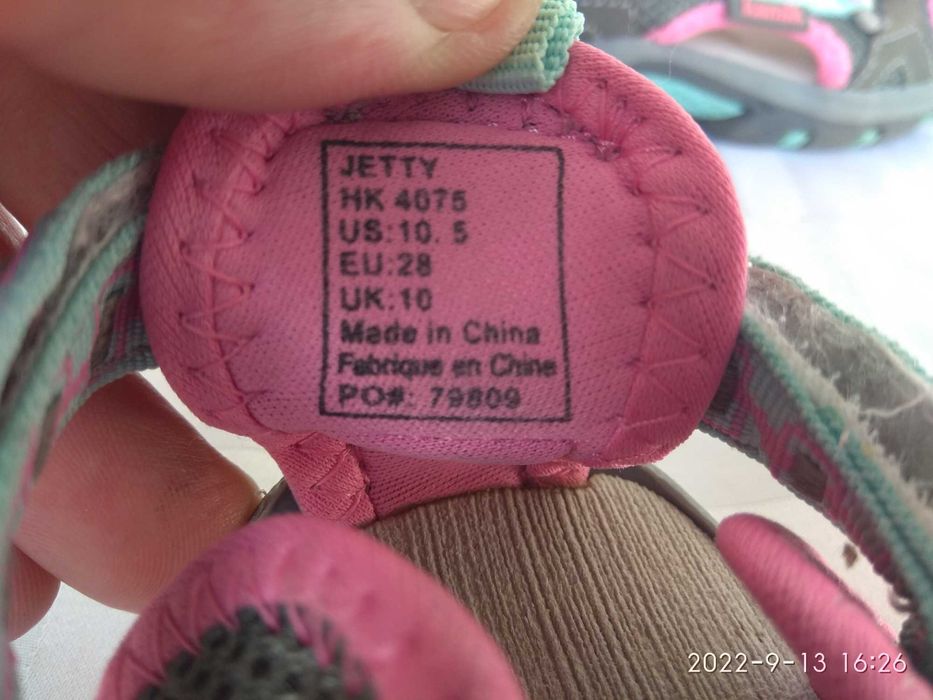 JETTY
HK 4075
US:10. 5
EU:28
UK:10
Made in China
Fabrique en Chine
PO#: 79809
2022-9-13 16:26